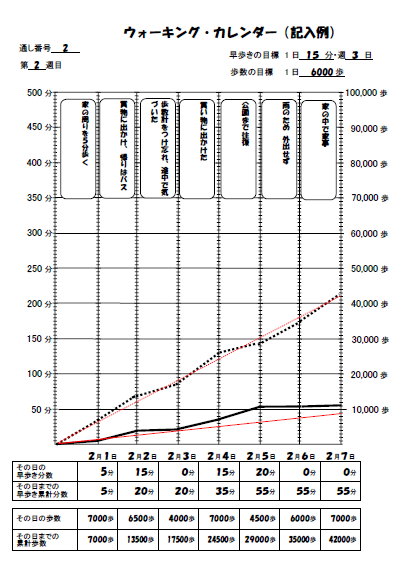 ウォーキング・カレンダー（記入例）
通し番号 2
第 2 週目
早歩きの目標 1日 15 分・週 3 日
歩数の目標 1日 6000 歩
500 分
450 分
400 分
350 分
300 分
250 分
200 分
150 分
100 分
50 分
家の周りを5分歩く
買物に出かけ、帰りはバス
歩数計をつけ忘れ、途中で気づいた
買い物に出かけた
公園まで往復
雨のため 外出せず
家の中で家事
100,000 歩
90,000 歩
80,000 歩
70,000 歩
60,000 歩
50,000 歩
40,000 歩
30,000 歩
20,000 歩
10,000 歩
2月1日 2月2日 2月3日 2月4日 2月5日 2月6日 2月7日
その日の早歩き分数 5分 15分 0分 15分 20分 0分 0分
その日までの早歩き累計分数 5分 20分 20分 35分 55分 55分 55分
その日の歩数 7000歩 6500歩 4000歩 7000歩 4500歩 6000歩 7000歩
その日までの累計歩数 7000歩 13500歩 17500歩 24500歩 29000歩 35000歩 42000歩